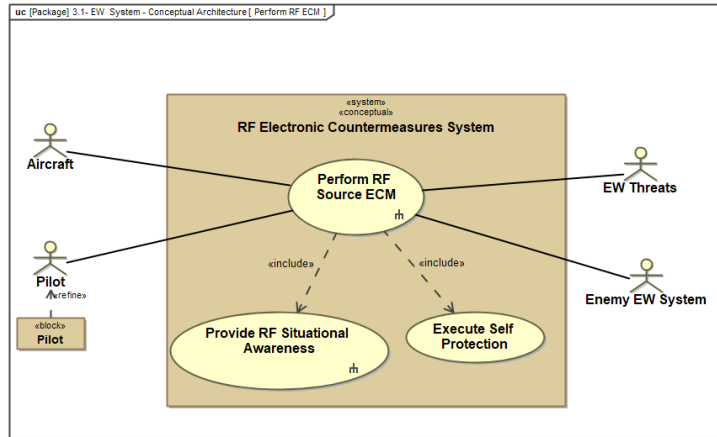 uc [Package] 3.1- EW System - Conceptual Architecture [ Perform RF ECM ]
«system»
«conceptual»
RF Electronic Countermeasures System
Aircraft
Perform RF
Source ECM
EW Threats
Pilot
«refine»
«block»
Pilot
«include»
«include»
Enemy EW System
Provide RF Situational
Awareness
Execute Self
Protection